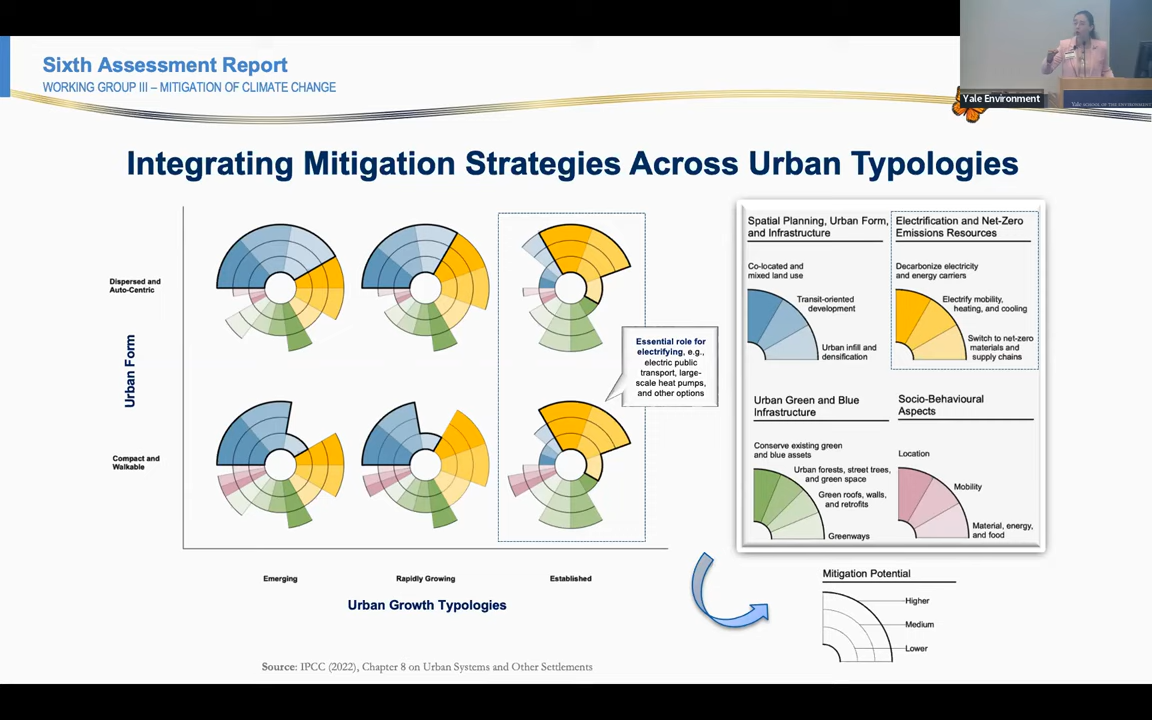 Sixth Assessment Report
WORKING GROUP III – MITIGATION OF CLIMATE CHANGE
Yale Environment
Integrating Mitigation Strategies Across Urban Typologies
Urban Form
Dispersed and
Auto-Centric
Compact and
Walkable
Essential role for
electrifying, e.g.,
electric public
transport, large-
scale heat pumps,
and other options
Emerging
Rapidly Growing
Established
Urban Growth Typologies
Spatial Planning, Urban Form,
and Infrastructure
Co-located and
mixed land use
Transit-oriented
development
Urban infill and
densification
Electrification and Net-Zero
Emissions Resources
Decarbonize electricity
and energy carriers
Electrify mobility,
heating, and cooling
Switch to net-zero
materials and
supply chains
Urban Green and Blue
Infrastructure
Conserve existing green
and blue assets
Urban forests, street trees,
and green space
Green roofs, walls,
and retrofits
Greenways
Socio-Behavioural
Aspects
Location
Mobility
Material, energy,
and food
Mitigation Potential
Higher
Medium
Lower
Source: IPCC (2022), Chapter 8 on Urban Systems and Other Settlements